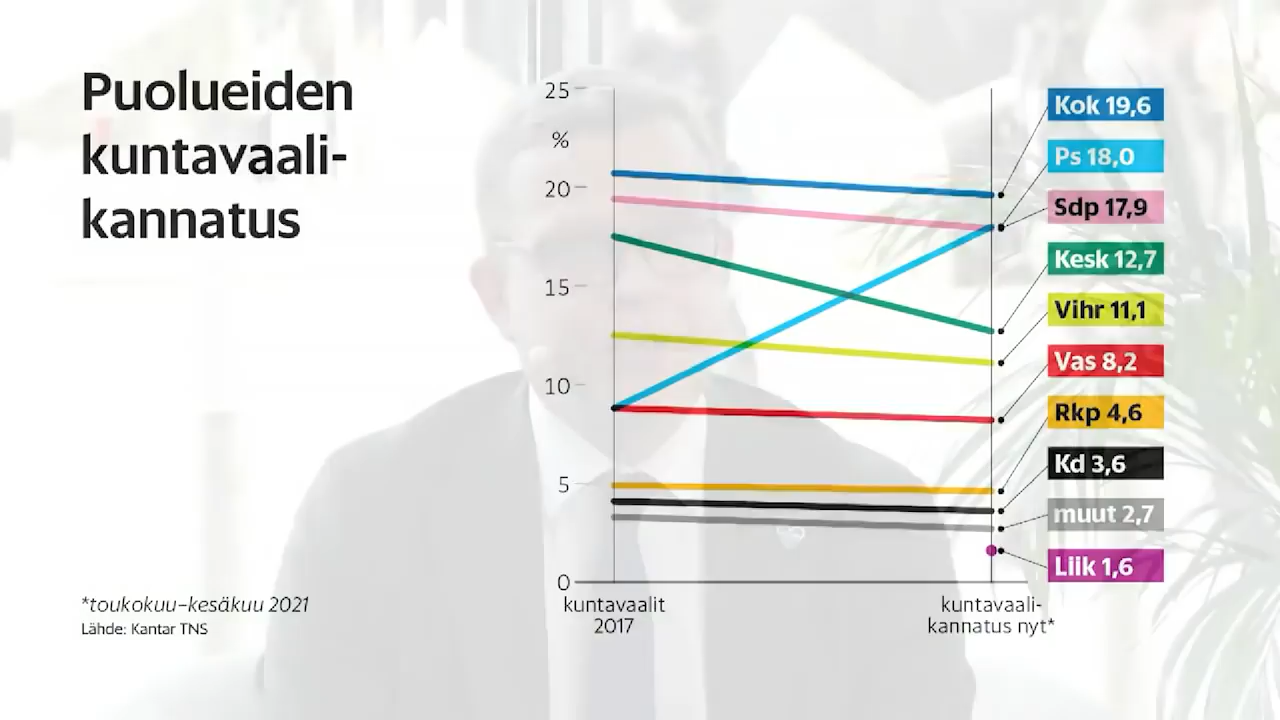 Puolueiden
kuntavaali-
kannatus
25
%
20
15
10
5
0
kuntavaalit
2017
kuntavaali-
kannatus nyt*
Kok 19,6
Ps 18,0
Sdp 17,9
Kesk 12,7
Vihr 11,1
Vas 8,2
Rkp 4,6
Kd 3,6
muut 2,7
Liik 1,6
*toukokuu–kesäkuu 2021
Lähde: Kantar TNS